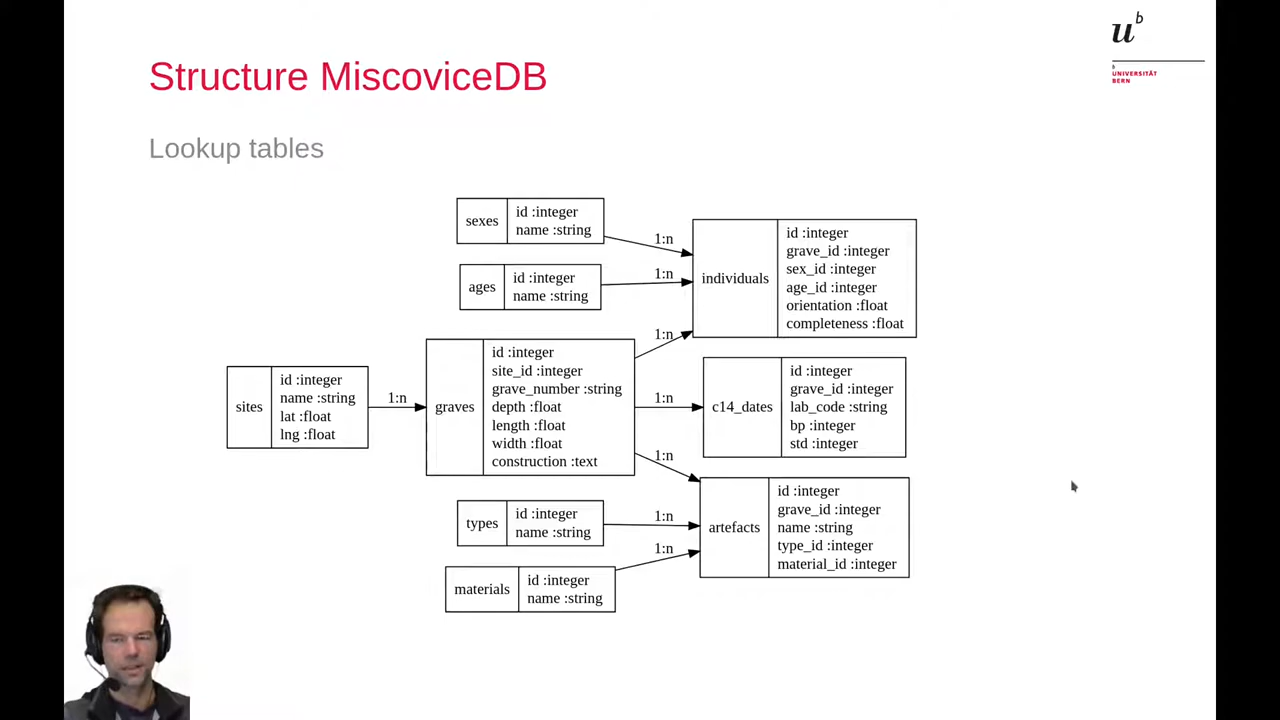 u^b
b
UNIVERSITÄT
BERN
Structure MiscoviceDB
Lookup tables
sexes
id :integer
name :string
ages
id :integer
name :string
sites
id :integer
name :string
lat :float
lng :float
1:n
graves
id :integer
site_id :integer
grave_number :string
depth :float
length :float
width :float
construction :text
types
id :integer
name :string
materials
id :integer
name :string
1:n
1:n
1:n
1:n
1:n
1:n
1:n
individuals
id :integer
grave_id :integer
sex_id :integer
age_id :integer
orientation :float
completeness :float
c14_dates
id :integer
grave_id :integer
lab_code :string
bp :integer
std :integer
artefacts
id :integer
grave_id :integer
name :string
type_id :integer
material_id :integer